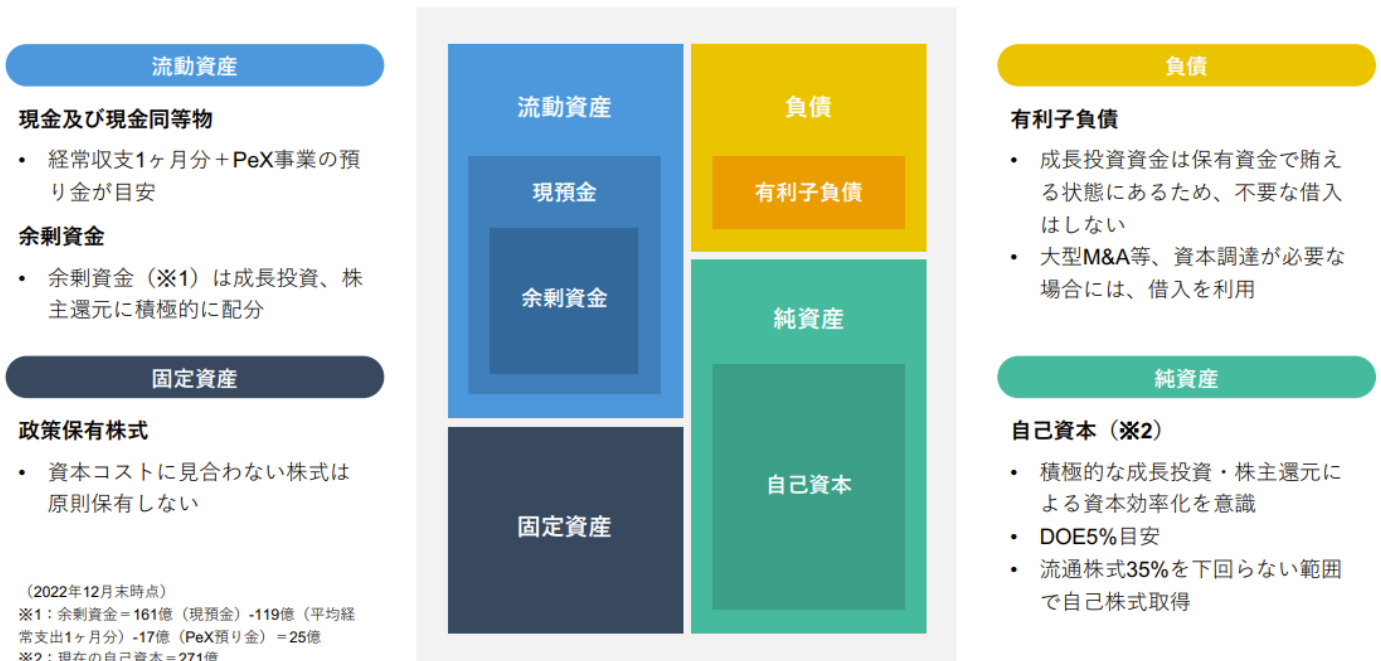 流動資産
現金及び現金同等物
• 経常収支1ヶ月分＋PeX事業の預
り金が目安
余剰資金
• 余剰資金（※1）は成長投資、株
主還元に積極的に配分
固定資産
政策保有株式
• 資本コストに見合わない株式は
原則保有しない
（2022年12月末時点）
※1：余剰資金＝161億（現預金）-119億（平均経
常支出1ヶ月分）-17億（PeX預り金）＝25億
※2：現在の自己資本＝271億
流動資産
現預金
余剰資金
固定資産
負債
有利子負債
純資産
自己資本
負債
有利子負債
• 成長投資資金は保有資金で賄え
る状態にあるため、不要な借入
はしない
• 大型M&A等、資本調達が必要な
場合には、借入を利用
純資産
自己資本（※2）
• 積極的な成長投資・株主還元に
よる資本効率化を意識
• DOE5%目安
• 流通株式35%を下回らない範囲
で自己株式取得